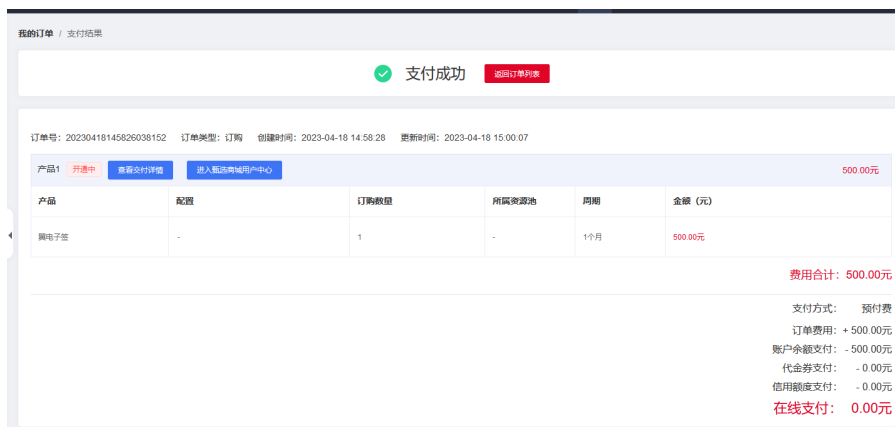 我的订单 / 支付结果
支付成功 返回订单列表
订单号：20230418145826038152 订单类型：订购 创建时间：2023-04-18 14:58:28 更新时间：2023-04-18 15:00:07
产品1 开通中 查看交付详情 进入甄选商城用户中心 500.00元
产品 配置 订购数量 所属资源池 周期 金额（元）
翼电子签 - 1 - 1个月 500.00元
费用合计：500.00元
支付方式： 预付费
订单费用：+ 500.00元
账户余额支付：- 500.00元
代金券支付： - 0.00元
信用额度支付： - 0.00元
在线支付： 0.00元